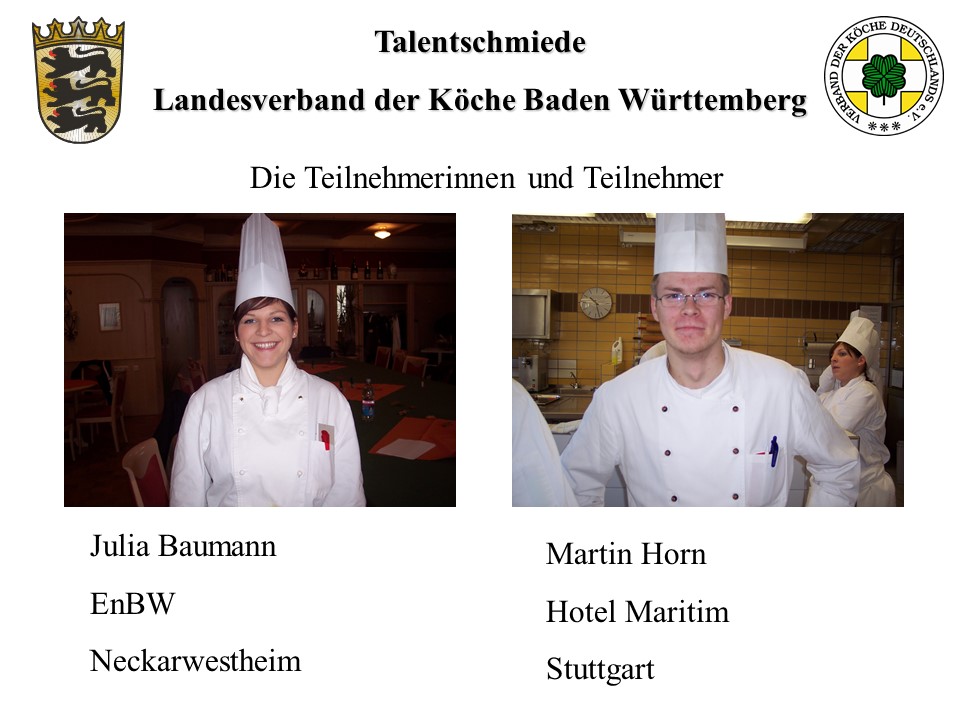 Talentschmiede
Landesverband der Köche Baden Württemberg
VERBAND DER KÖCHE DEUTSCHLANDS e.V.
Die Teilnehmerinnen und Teilnehmer
Julia Baumann
EnBW
Neckarwestheim
Martin Horn
Hotel Maritim
Stuttgart